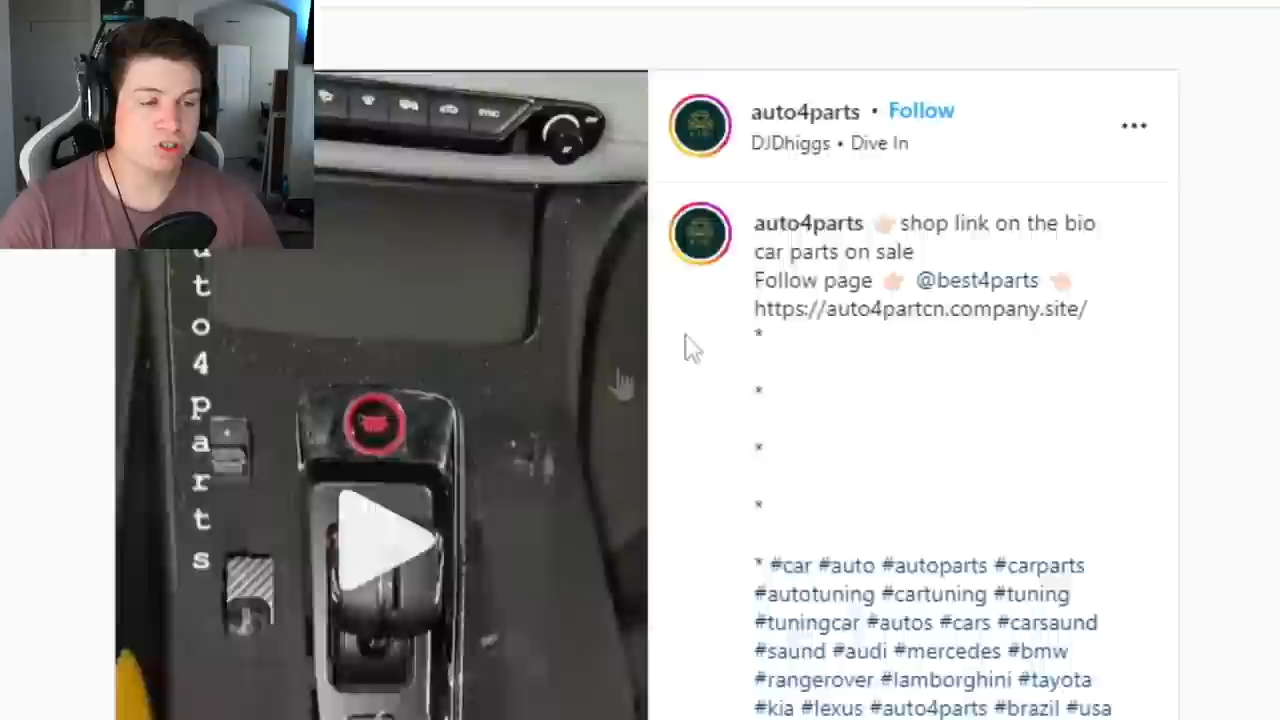 SYNC
auto4parts • Follow
DJDhiggs • Dive In
auto4parts 👉🏻shop link on the bio
car parts on sale
Follow page 👉🏻 @best4parts 👈🏻
https://auto4partcn.company.site/
*
*
*
*
* #car #auto #autoparts #carparts
#autotuning #cartuning #tuning
#tuningcar #autos #cars #carsaund
#saund #audi #mercedes #bmw
#rangerover #lamborghini #tayota
#kia #lexus #auto4parts #brazil #usa
uto4parts